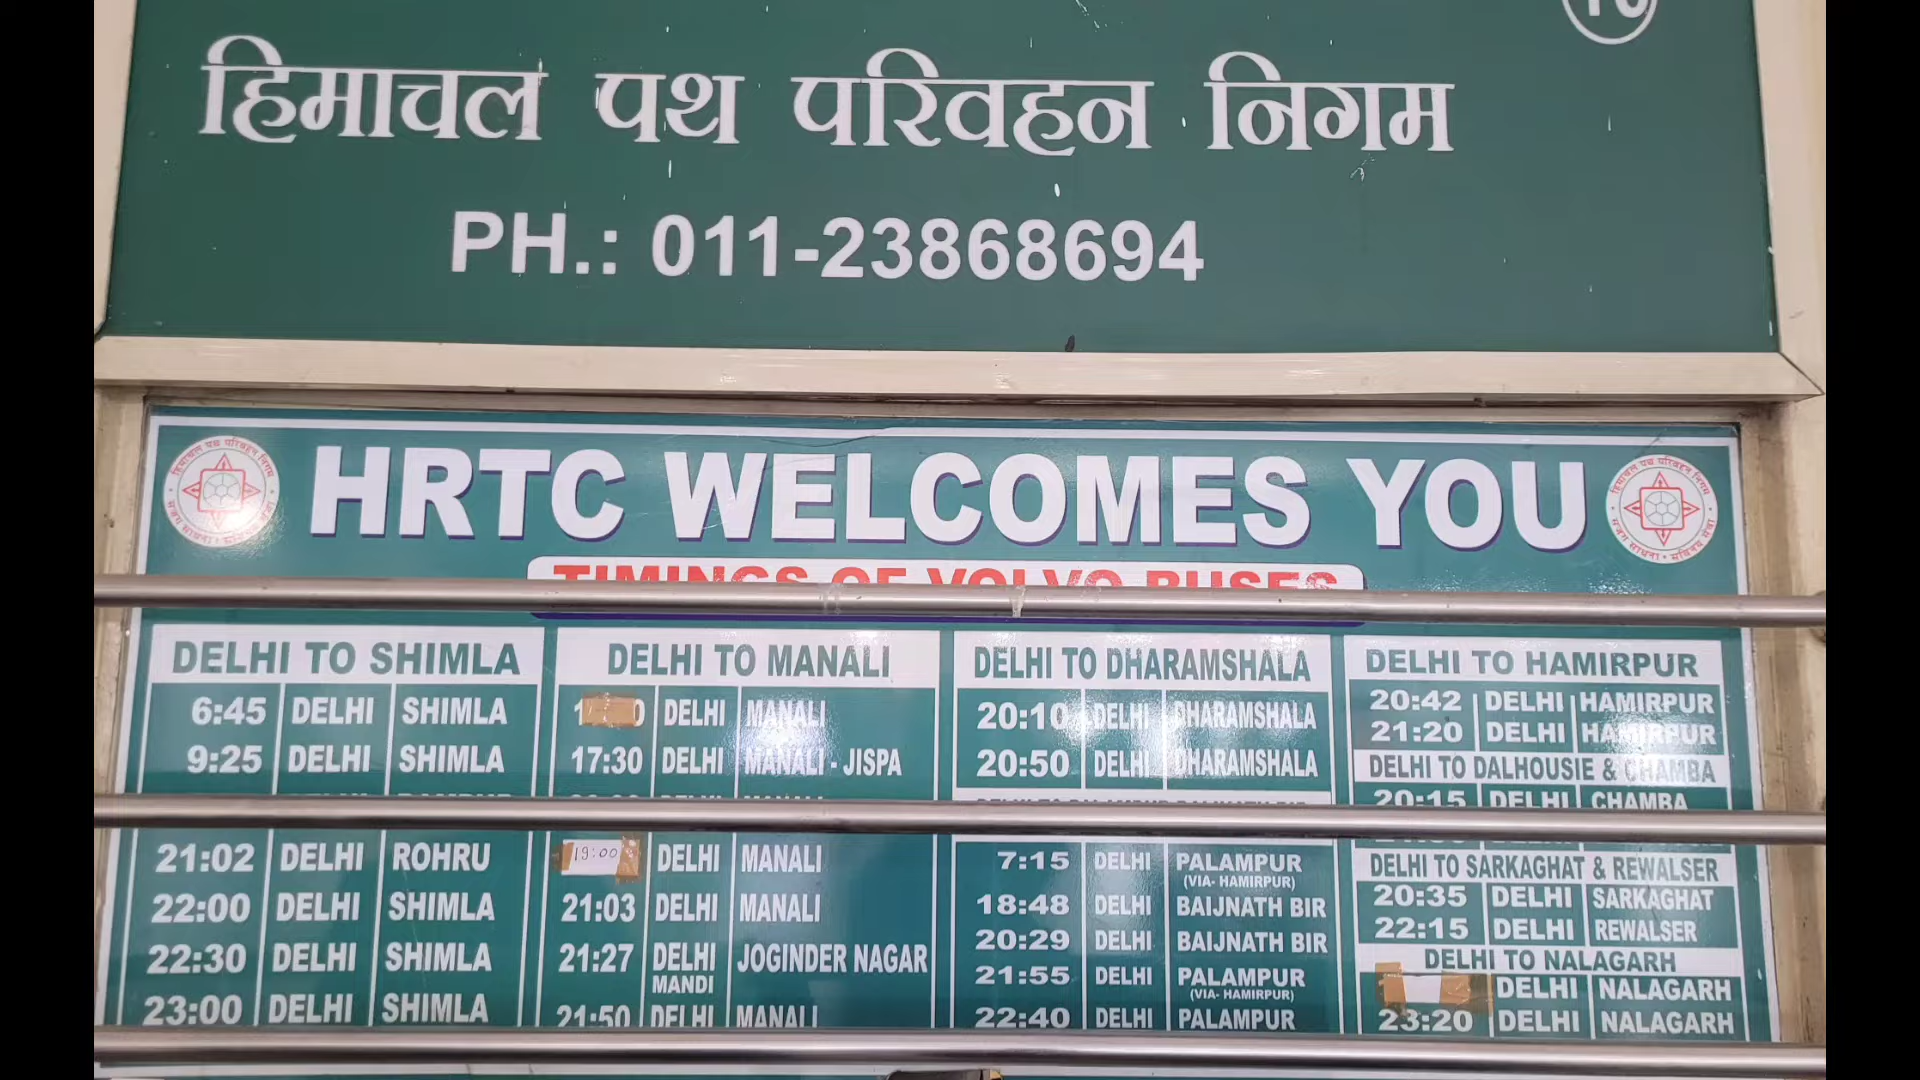 हिमाचल पथ परिवहन निगम
PH.: 011-23868694
HRTC WELCOMES YOU
TIMINGS OF VOLVO BUSES
DELHI TO SHIMLA
6:45 DELHI SHIMLA
9:25 DELHI SHIMLA
21:02 DELHI ROHRU
22:00 DELHI SHIMLA
22:30 DELHI SHIMLA
23:00 DELHI SHIMLA
DELHI TO MANALI
DELHI MANALI
17:30 DELHI MANALI - JISPA
DELHI MANALI
19:00 DELHI MANALI
21:03 DELHI MANALI
21:27 DELHI JOGINDER NAGAR
MANDI
21:50 DELHI MANALI
DELHI TO DHARAMSHALA
20:10 DELHI DHARAMSHALA
20:50 DELHI DHARAMSHALA
7:15 DELHI PALAMPUR
(VIA- HAMIRPUR)
18:48 DELHI BAIJNATH BIR
20:29 DELHI BAIJNATH BIR
21:55 DELHI PALAMPUR
(VIA- HAMIRPUR)
22:40 DELHI PALAMPUR
DELHI TO HAMIRPUR
20:42 DELHI HAMIRPUR
21:20 DELHI HAMIRPUR
DELHI TO DALHOUSIE & CHAMBA
20:15 DELHI CHAMBA
DELHI TO SARKAGHAT & REWALSER
20:35 DELHI SARKAGHAT
22:15 DELHI REWALSER
DELHI TO NALAGARH
DELHI NALAGARH
23:20 DELHI NALAGARH